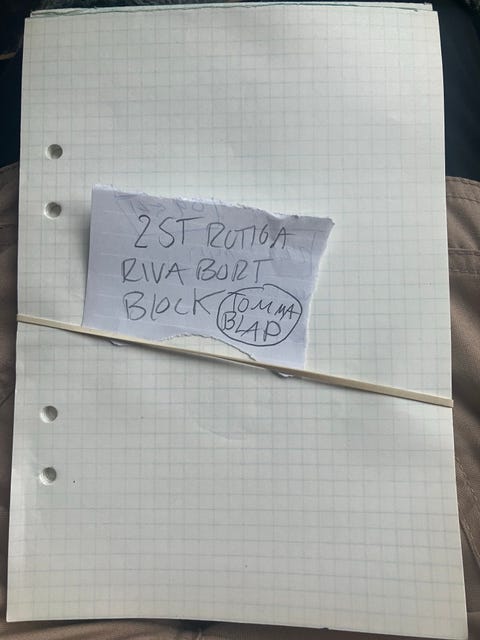 2ST RUTIGA
RIVA BORT
BLOCK
TOMMA
BLAD